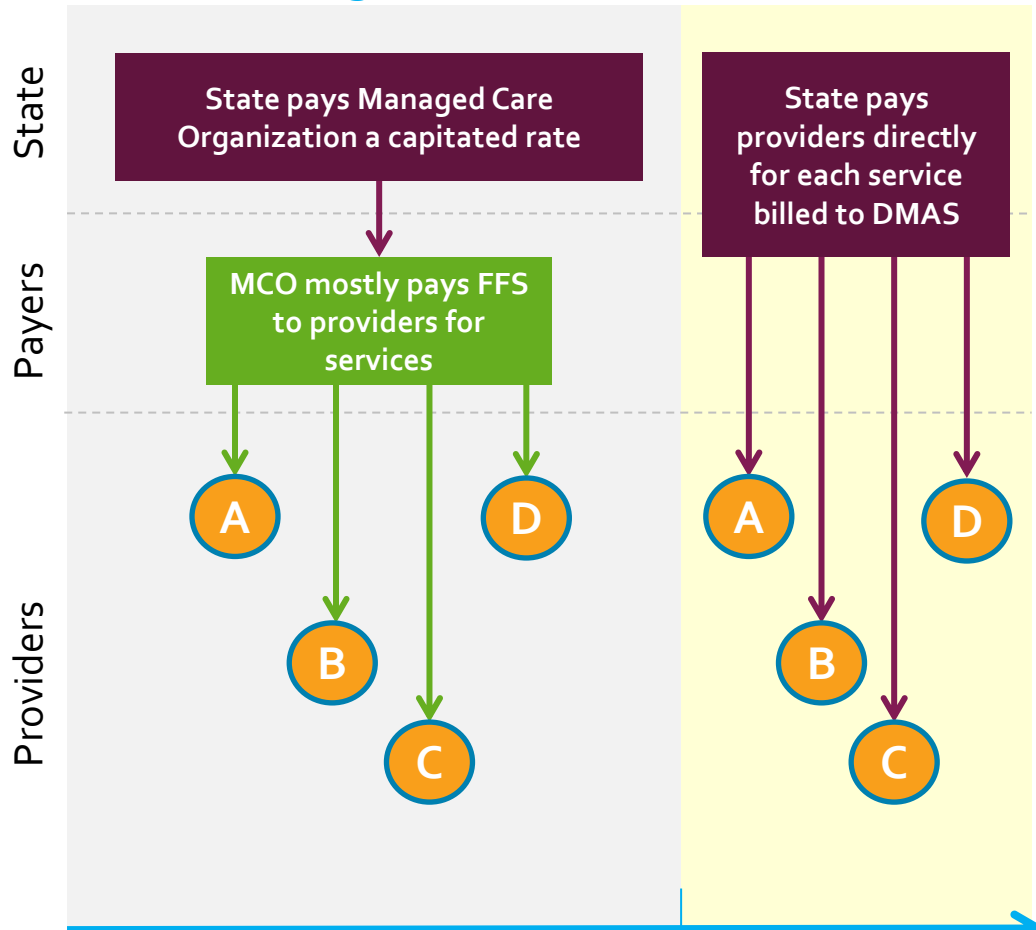 State
State pays Managed Care
Organization a capitated rate
State pays
providers directly
for each service
billed to DMAS
Payers
MCO mostly pays FFS
to providers for
services
Providers
A
D
B
C
A
D
B
C